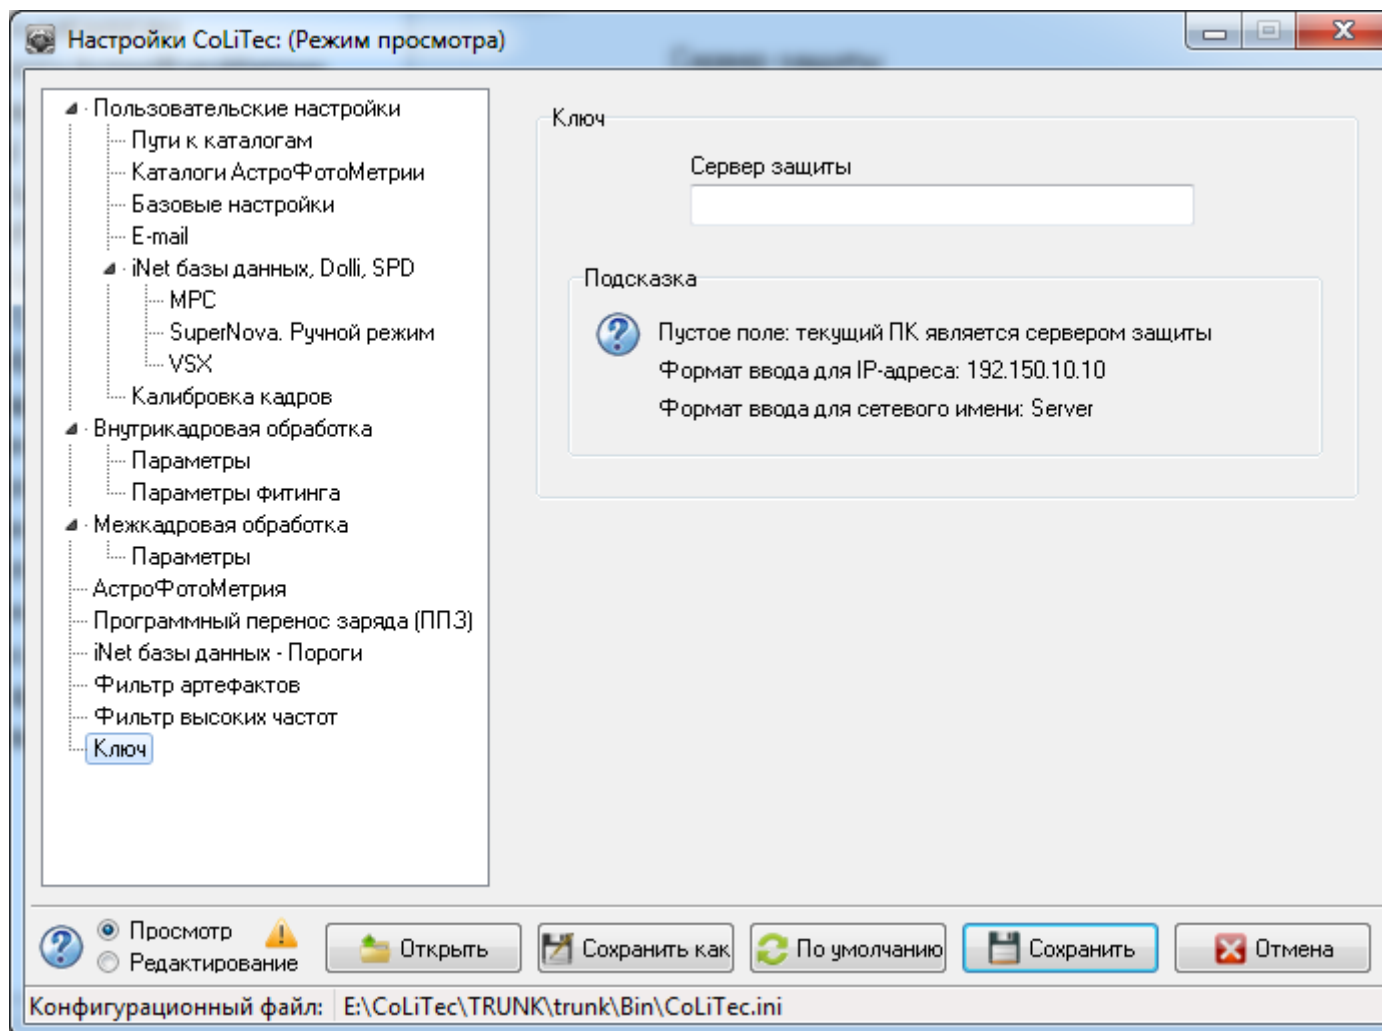 Настройки CoLiTec: (Режим просмотра)
Пользовательские настройки
Пути к каталогам
Каталоги АстроФотоМетрии
Базовые настройки
E-mail
iNet базы данных, Dolli, SPD
MPC
SuperNova. Ручной режим
VSX
Калибровка кадров
Внутрикадровая обработка
Параметры
Параметры фитинга
Межкадровая обработка
Параметры
АстроФотоМетрия
Программный перенос заряда (ППЗ)
iNet базы данных - Пороги
Фильтр артефактов
Фильтр высоких частот
Ключ
Ключ
Сервер защиты
Подсказка
Пустое поле: текущий ПК является сервером защиты
Формат ввода для IP-адреса: 192.150.10.10
Формат ввода для сетевого имени: Server
Просмотр
Редактирование
Открыть
Сохранить как
По умолчанию
Сохранить
Отмена
Конфигурационный файл: E:\CoLiTec\TRUNK\trunk\Bin\CoLiTec.ini